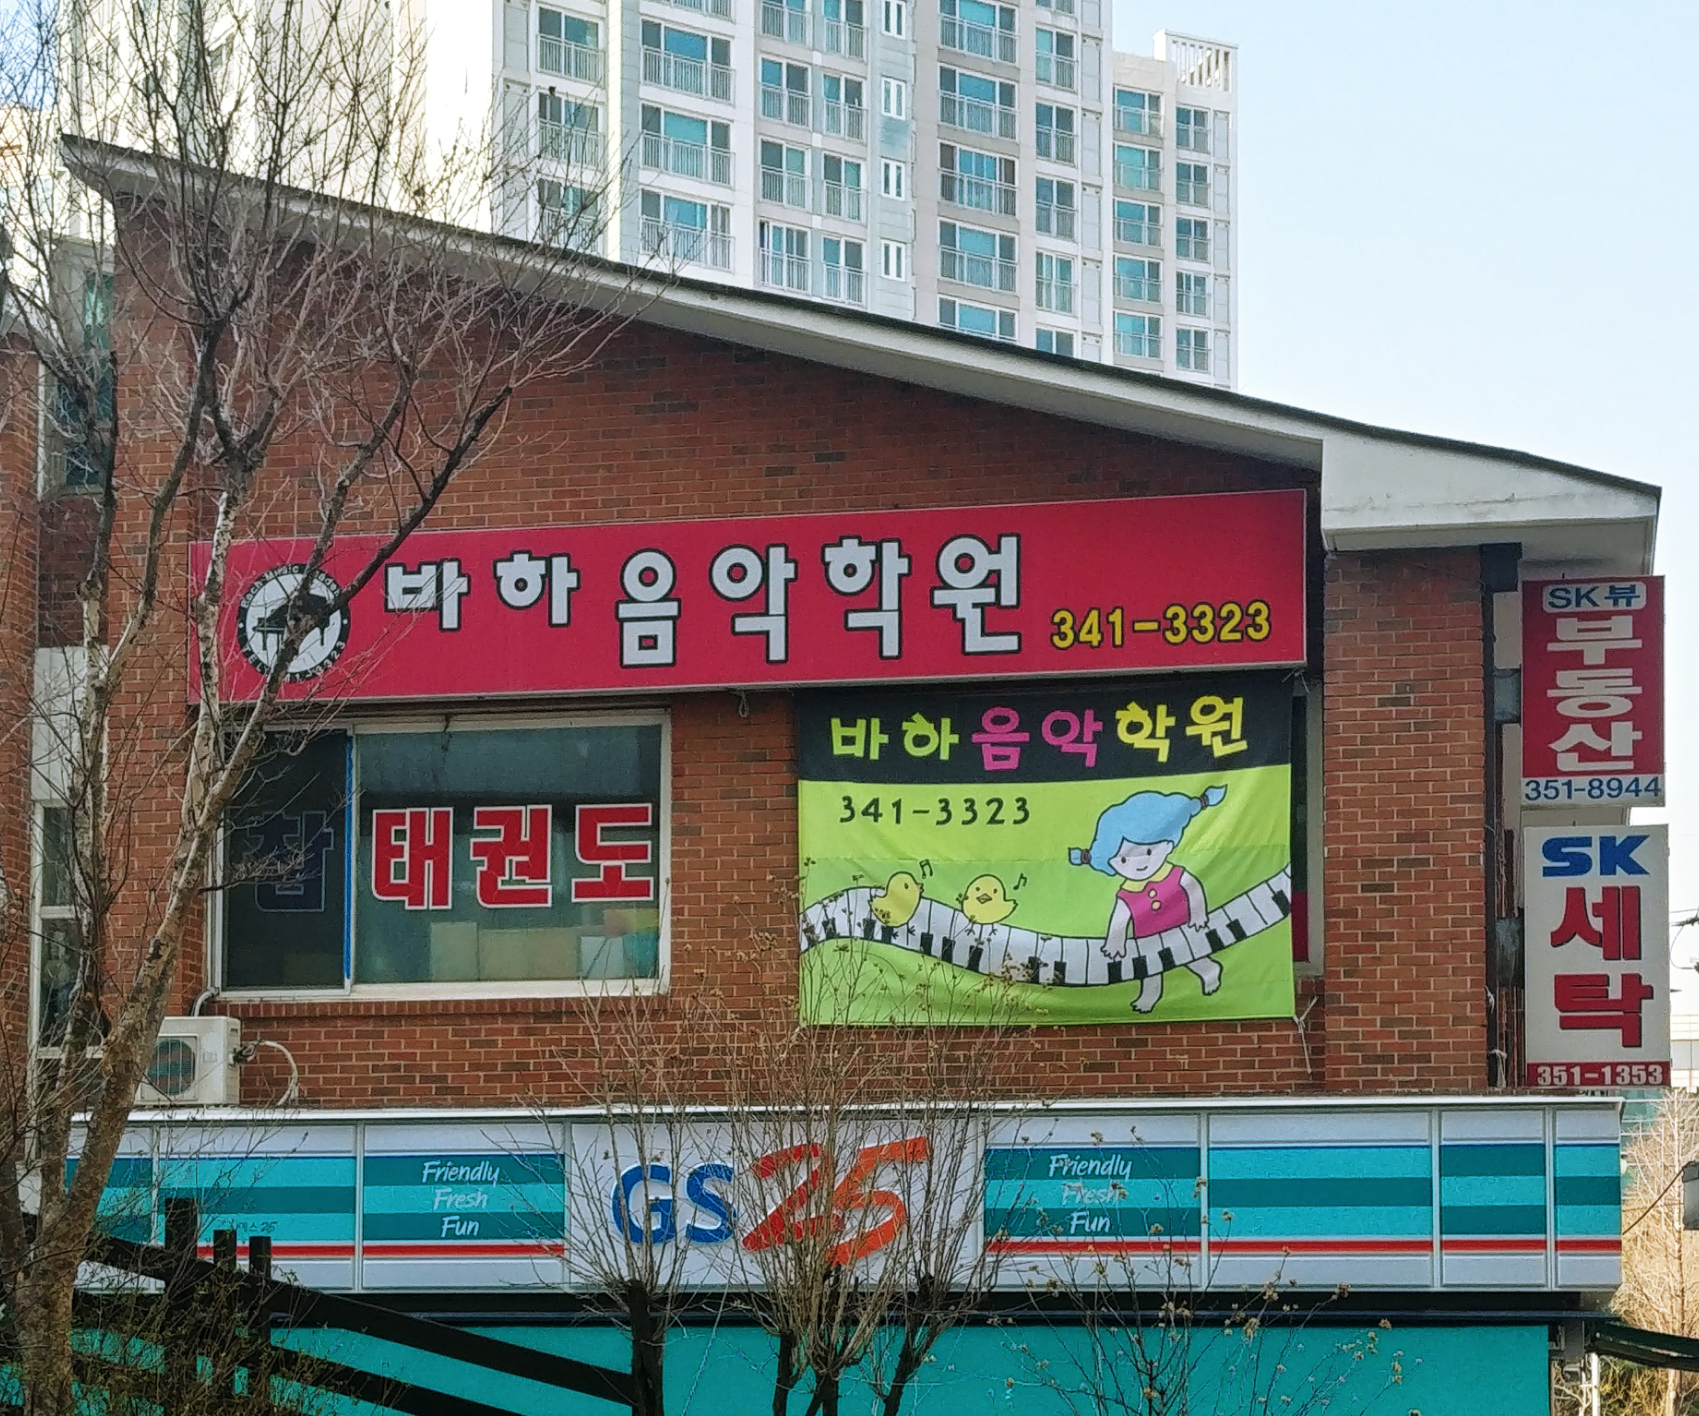 바하음악학원 341-3323
바하음악학원
341-3323
참 태권도
SK뷰
부동산
351-8944
SK
세탁
351-1353
Friendly
Fresh
Fun
GS25
Friendly
Fresh
Fun